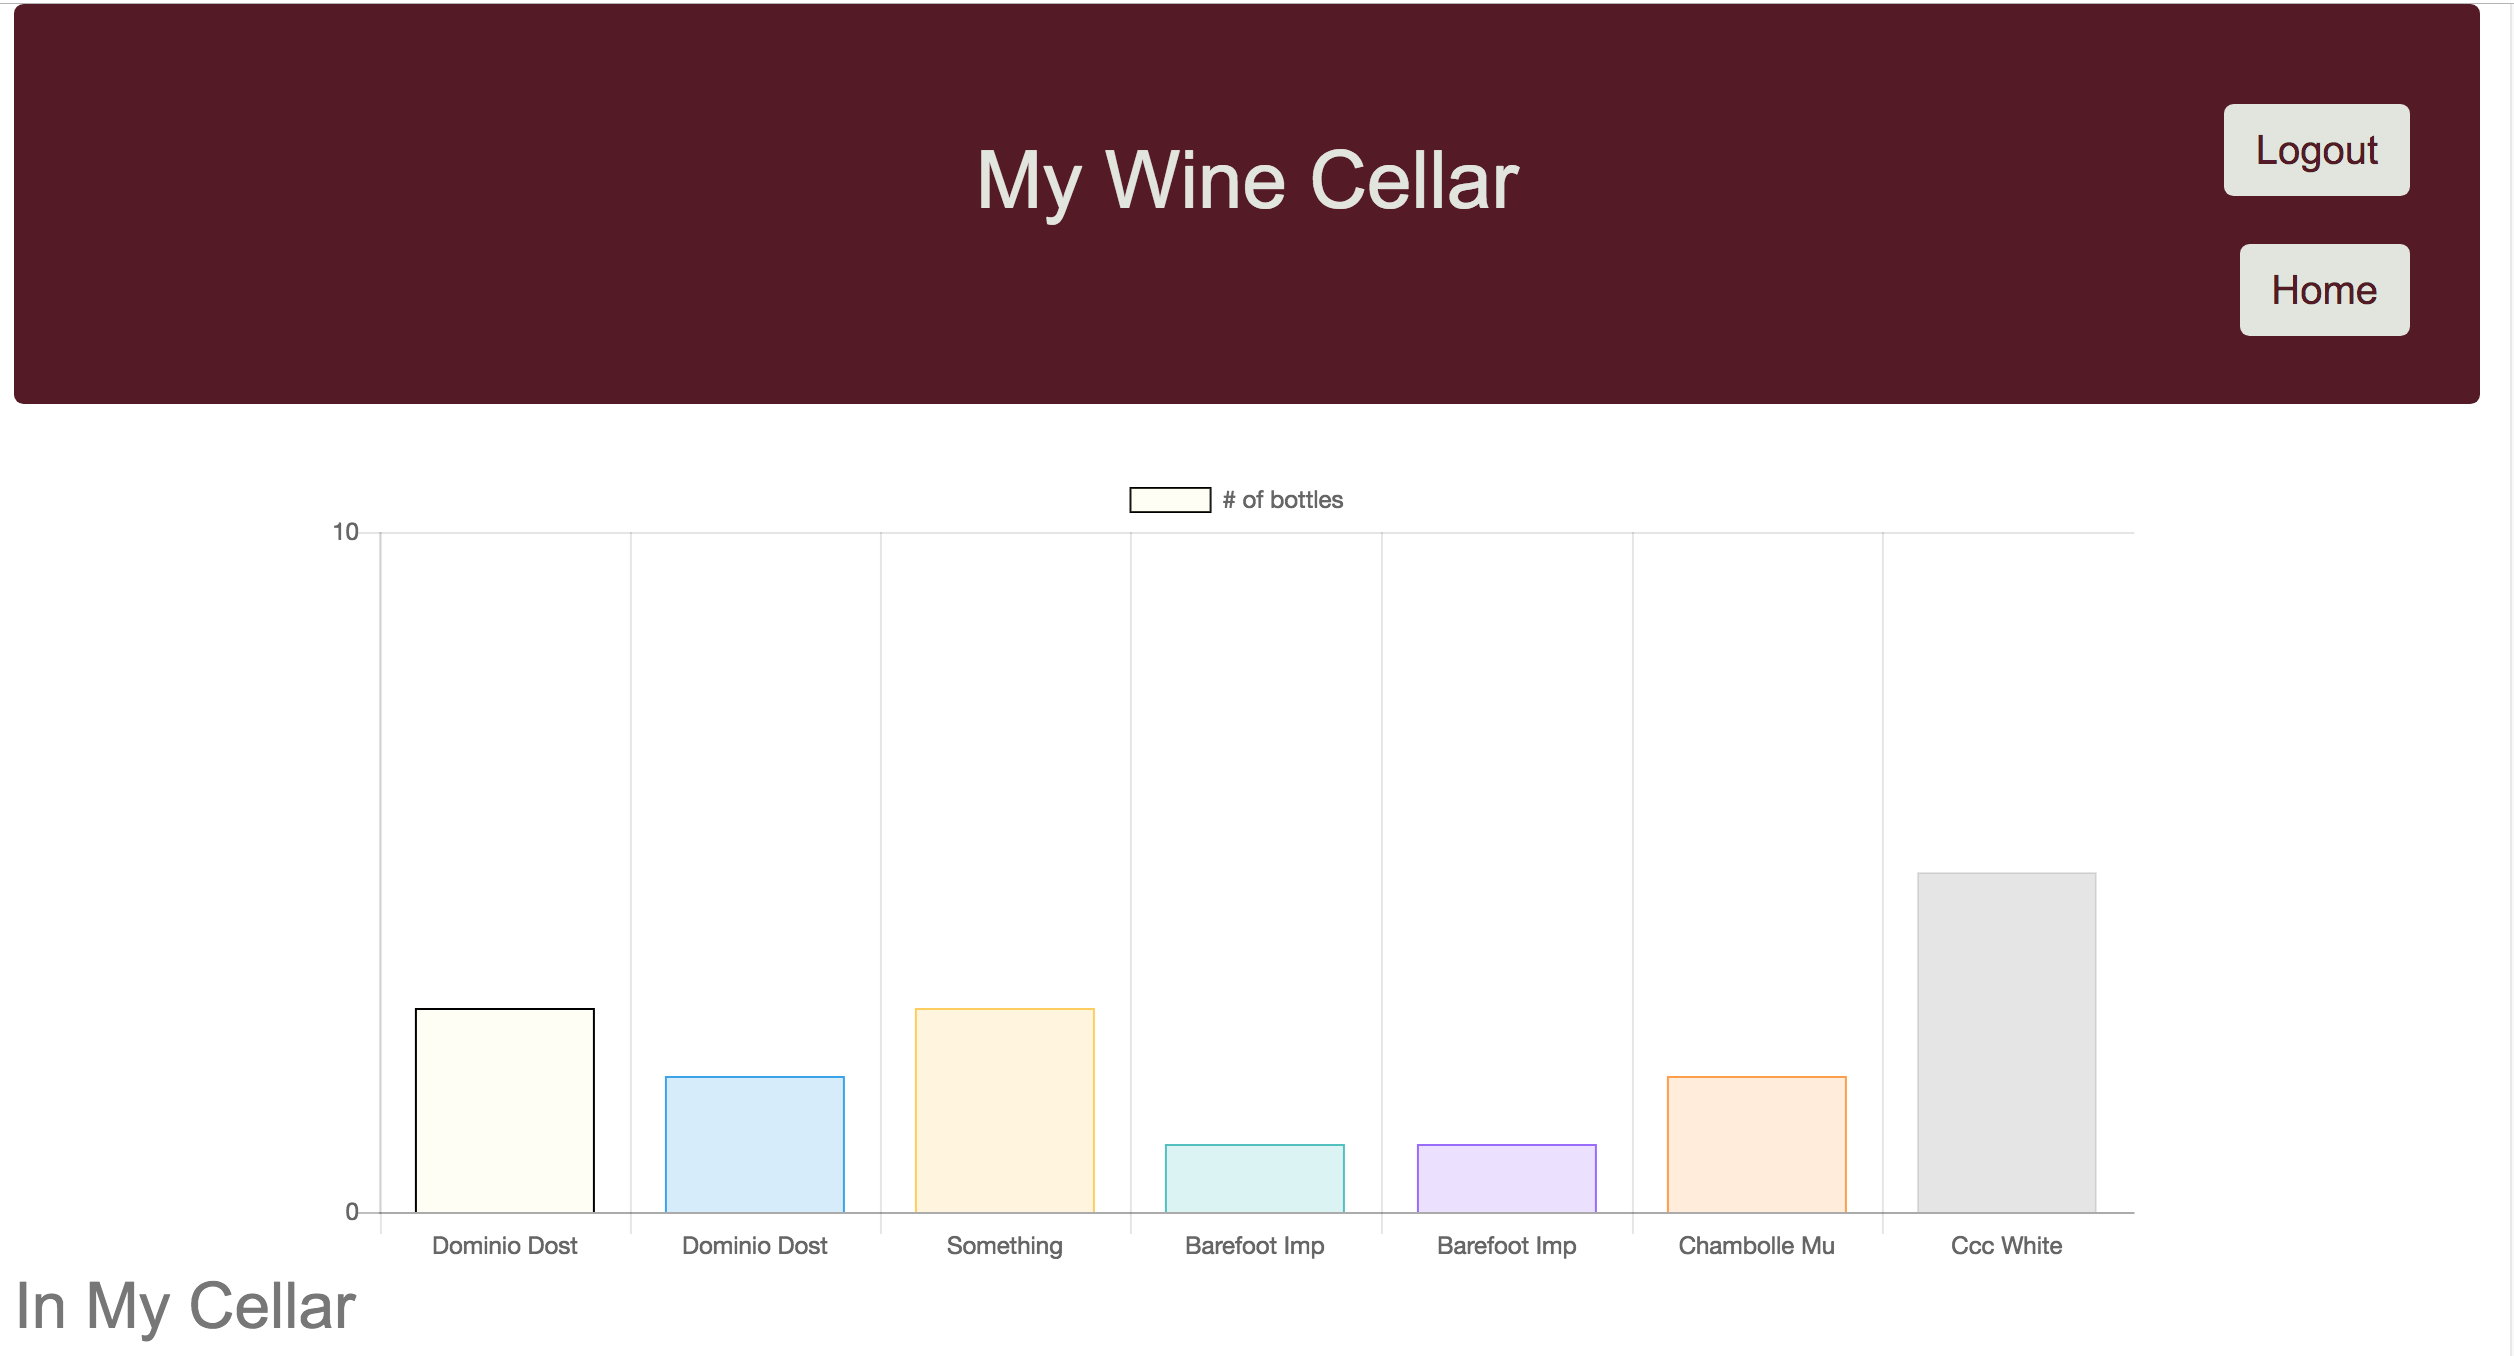 My Wine Cellar
Logout
Home
# of bottles
10
0
Dominio Dost
Dominio Dost
Something
Barefoot Imp
Barefoot Imp
Chambolle Mu
Ccc White
In My Cellar